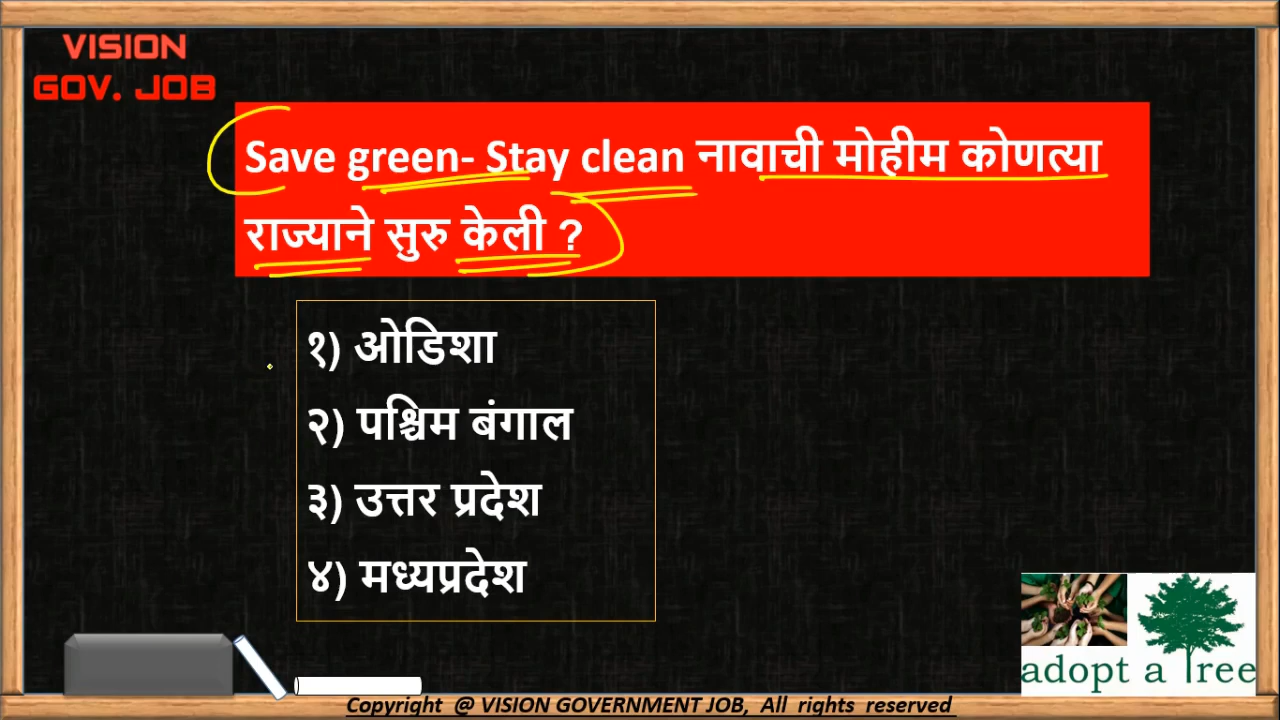 VISION
GOV. JOB
Save green- Stay clean नावाची मोहीम कोणत्या
राज्याने सुरु केली ?
१) ओडिशा
२) पश्चिम बंगाल
३) उत्तर प्रदेश
४) मध्यप्रदेश
adopt a Tree
Copyright @ VISION GOVERNMENT JOB, All rights reserved